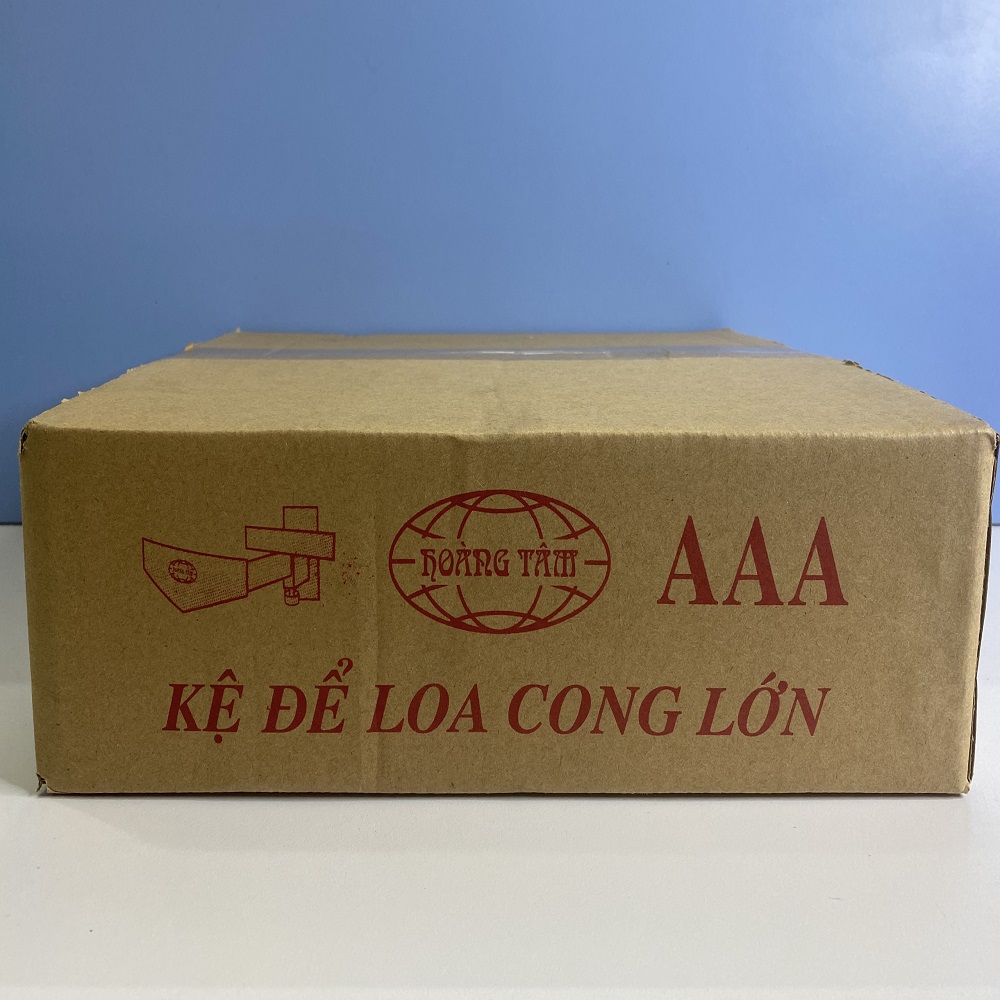 HOÀNG TÂM
AAA
KỆ ĐỂ LOA CONG LỚN